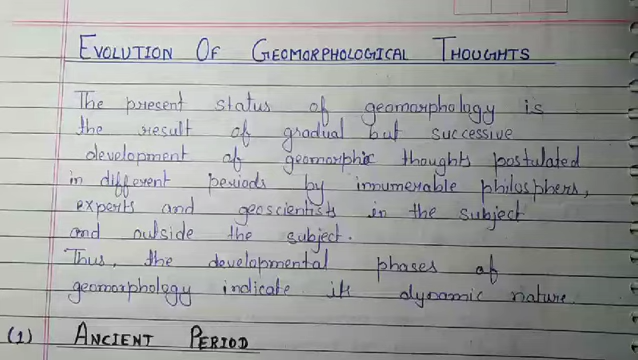 EVOLUTION OF GEOMORPHOLOGICAL THOUGHTS
The present status of geomorphology is
the result of gradual but successive
development of geomorphic thoughts postulated
in different periods by innumerable philosphers,
experts and geoscientists in the subject
and outside the subject.
Thus, the developmental phases of
geomorphology indicate its dynamic nature
(1) ANCIENT PERIOD